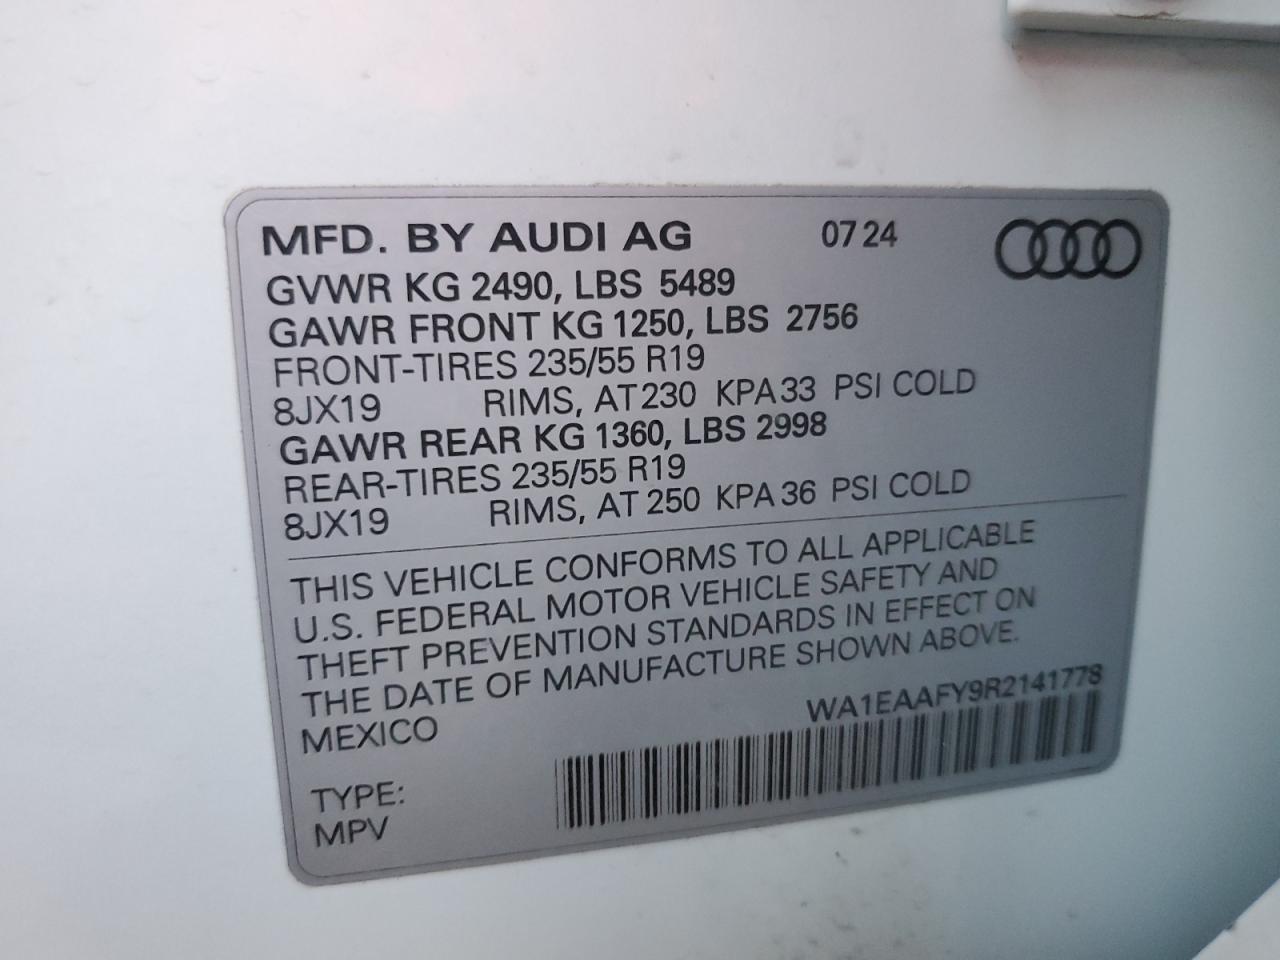 MFD. BY AUDI AG 07 24
GVWR KG 2490, LBS 5489
GAWR FRONT KG 1250, LBS 2756
FRONT-TIRES 235/55 R19
8JX19 RIMS, AT 230 KPA 33 PSI COLD
GAWR REAR KG 1360, LBS 2998
REAR-TIRES 235/55 R19
8JX19 RIMS, AT 250 KPA 36 PSI COLD
THIS VEHICLE CONFORMS TO ALL APPLICABLE
U.S. FEDERAL MOTOR VEHICLE SAFETY AND
THEFT PREVENTION STANDARDS IN EFFECT ON
THE DATE OF MANUFACTURE SHOWN ABOVE.
MEXICO WA1EAAFY9R2141778
TYPE:
MPV